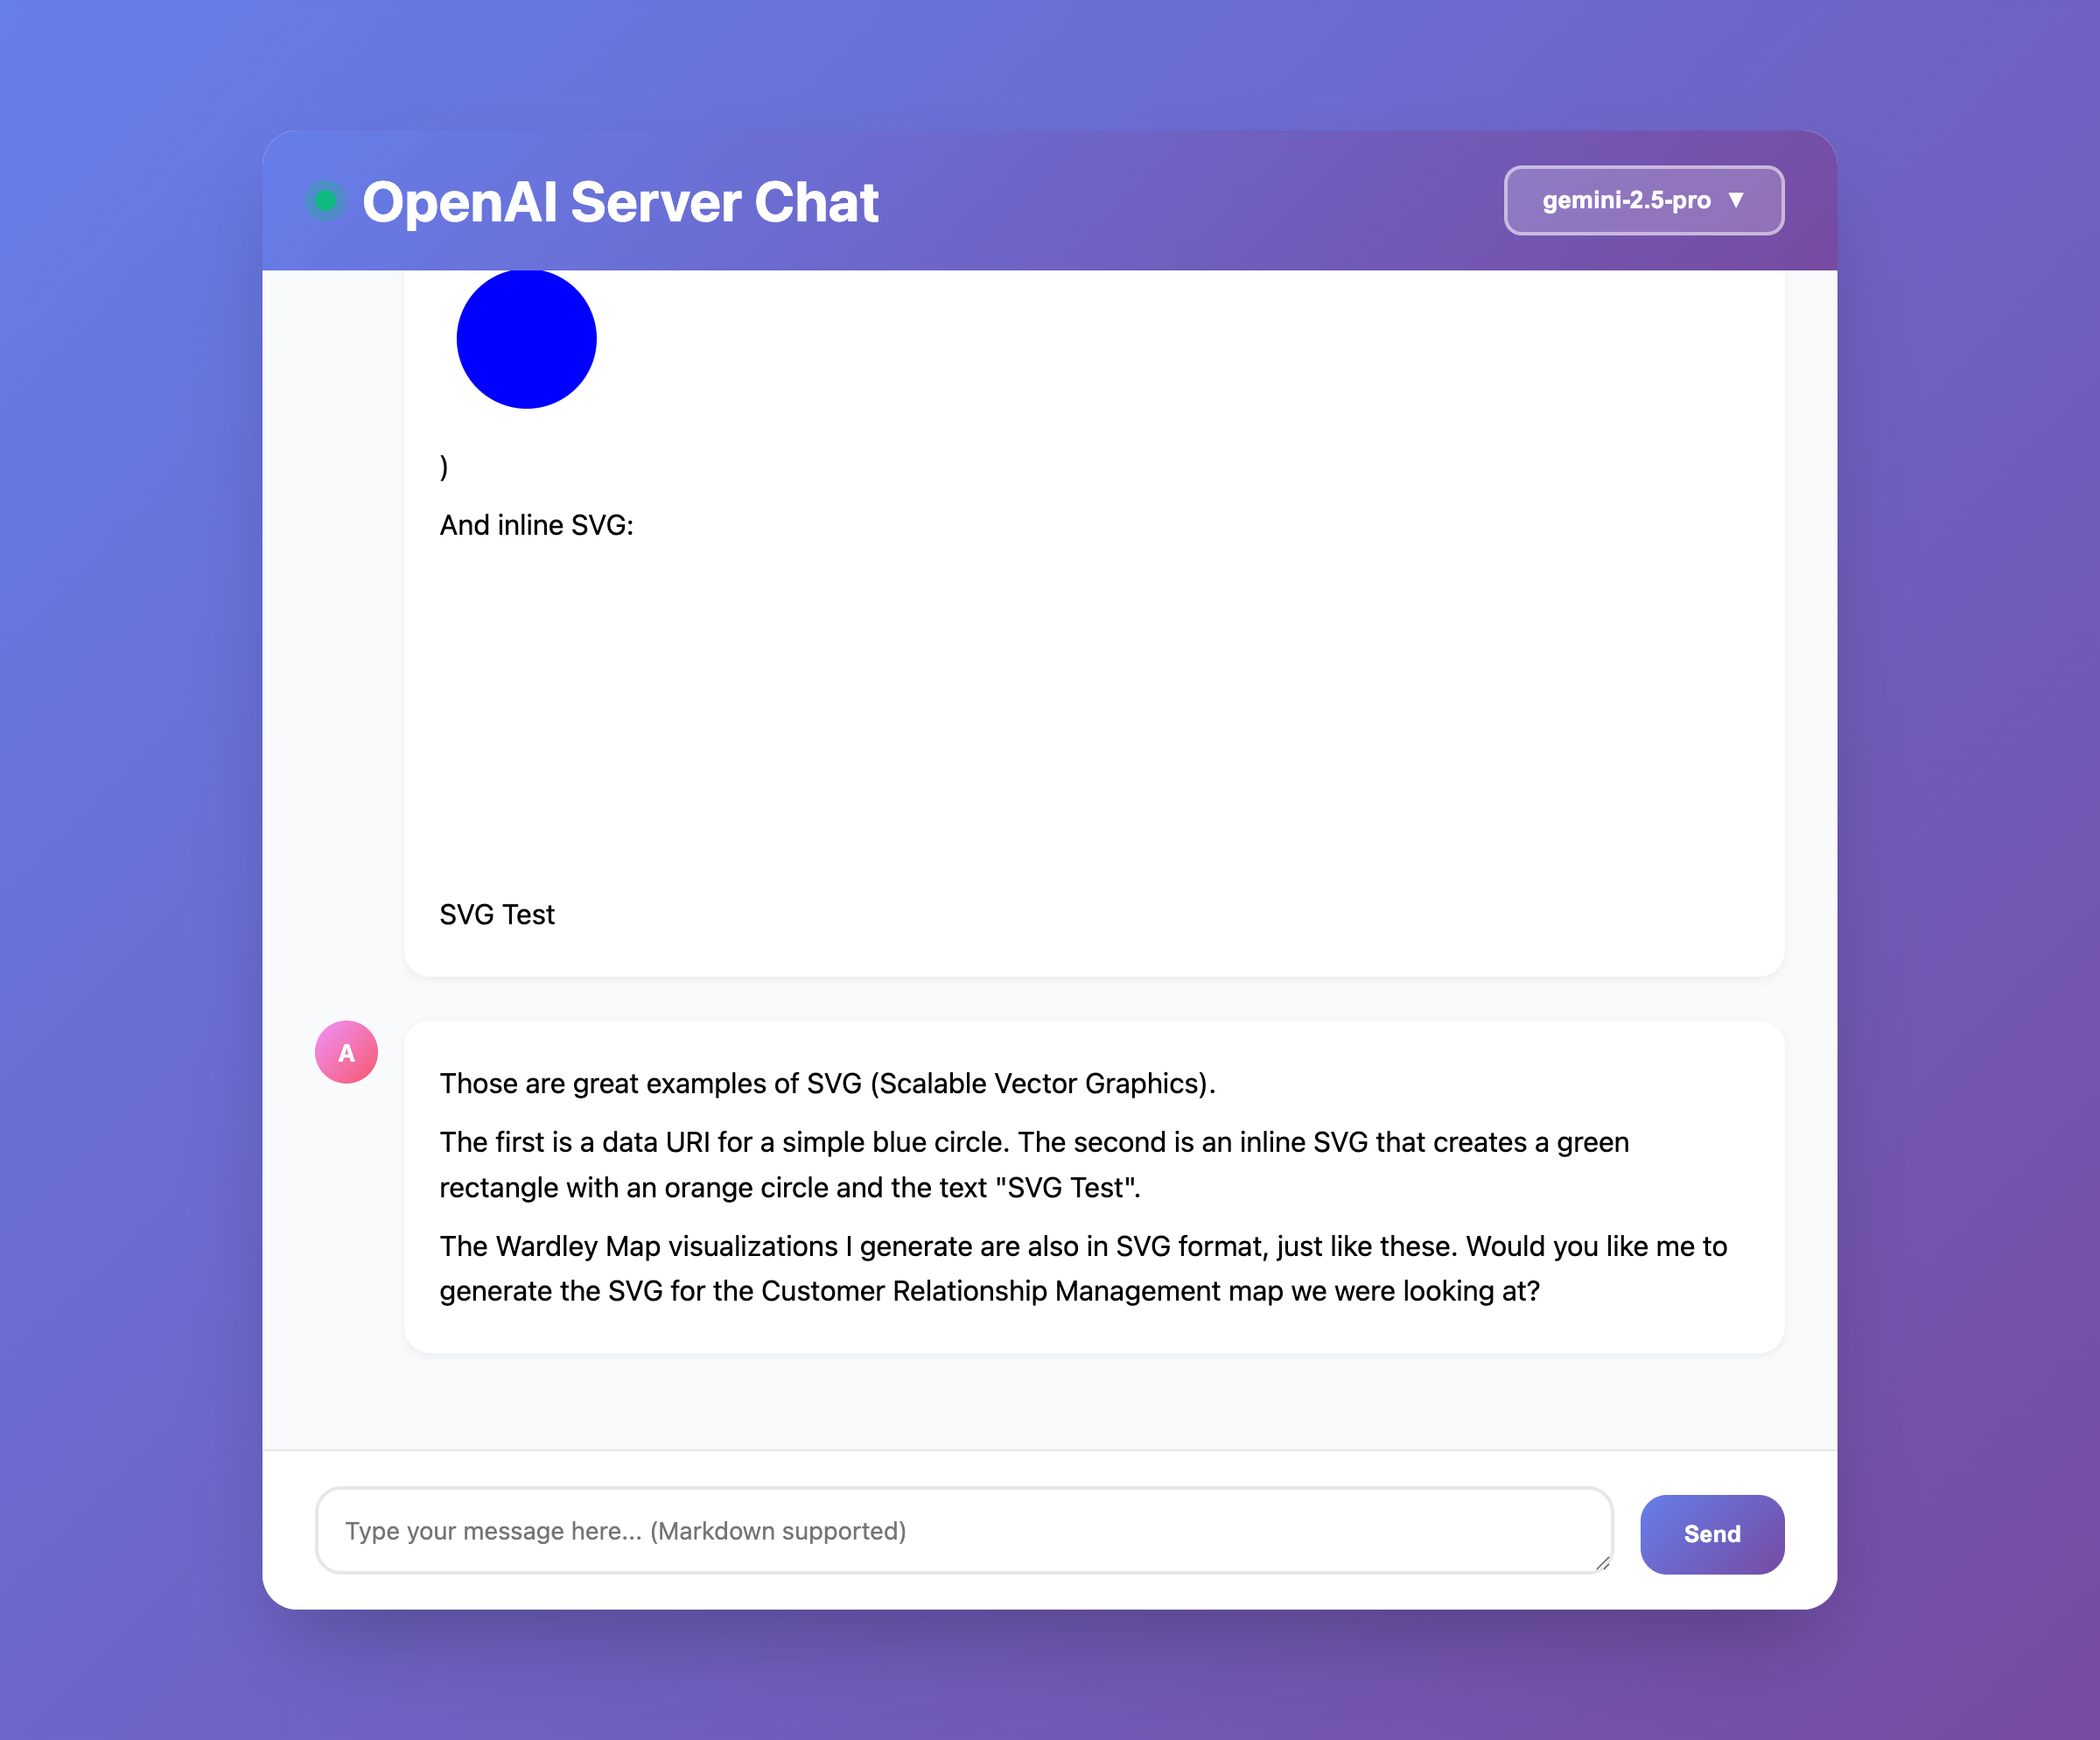 OpenAI Server Chat
gemini-2.5-pro ▼
)
And inline SVG:
SVG Test
A
Those are great examples of SVG (Scalable Vector Graphics).
The first is a data URI for a simple blue circle. The second is an inline SVG that creates a green
rectangle with an orange circle and the text "SVG Test".
The Wardley Map visualizations I generate are also in SVG format, just like these. Would you like me to
generate the SVG for the Customer Relationship Management map we were looking at?
Type your message here... (Markdown supported)
Send